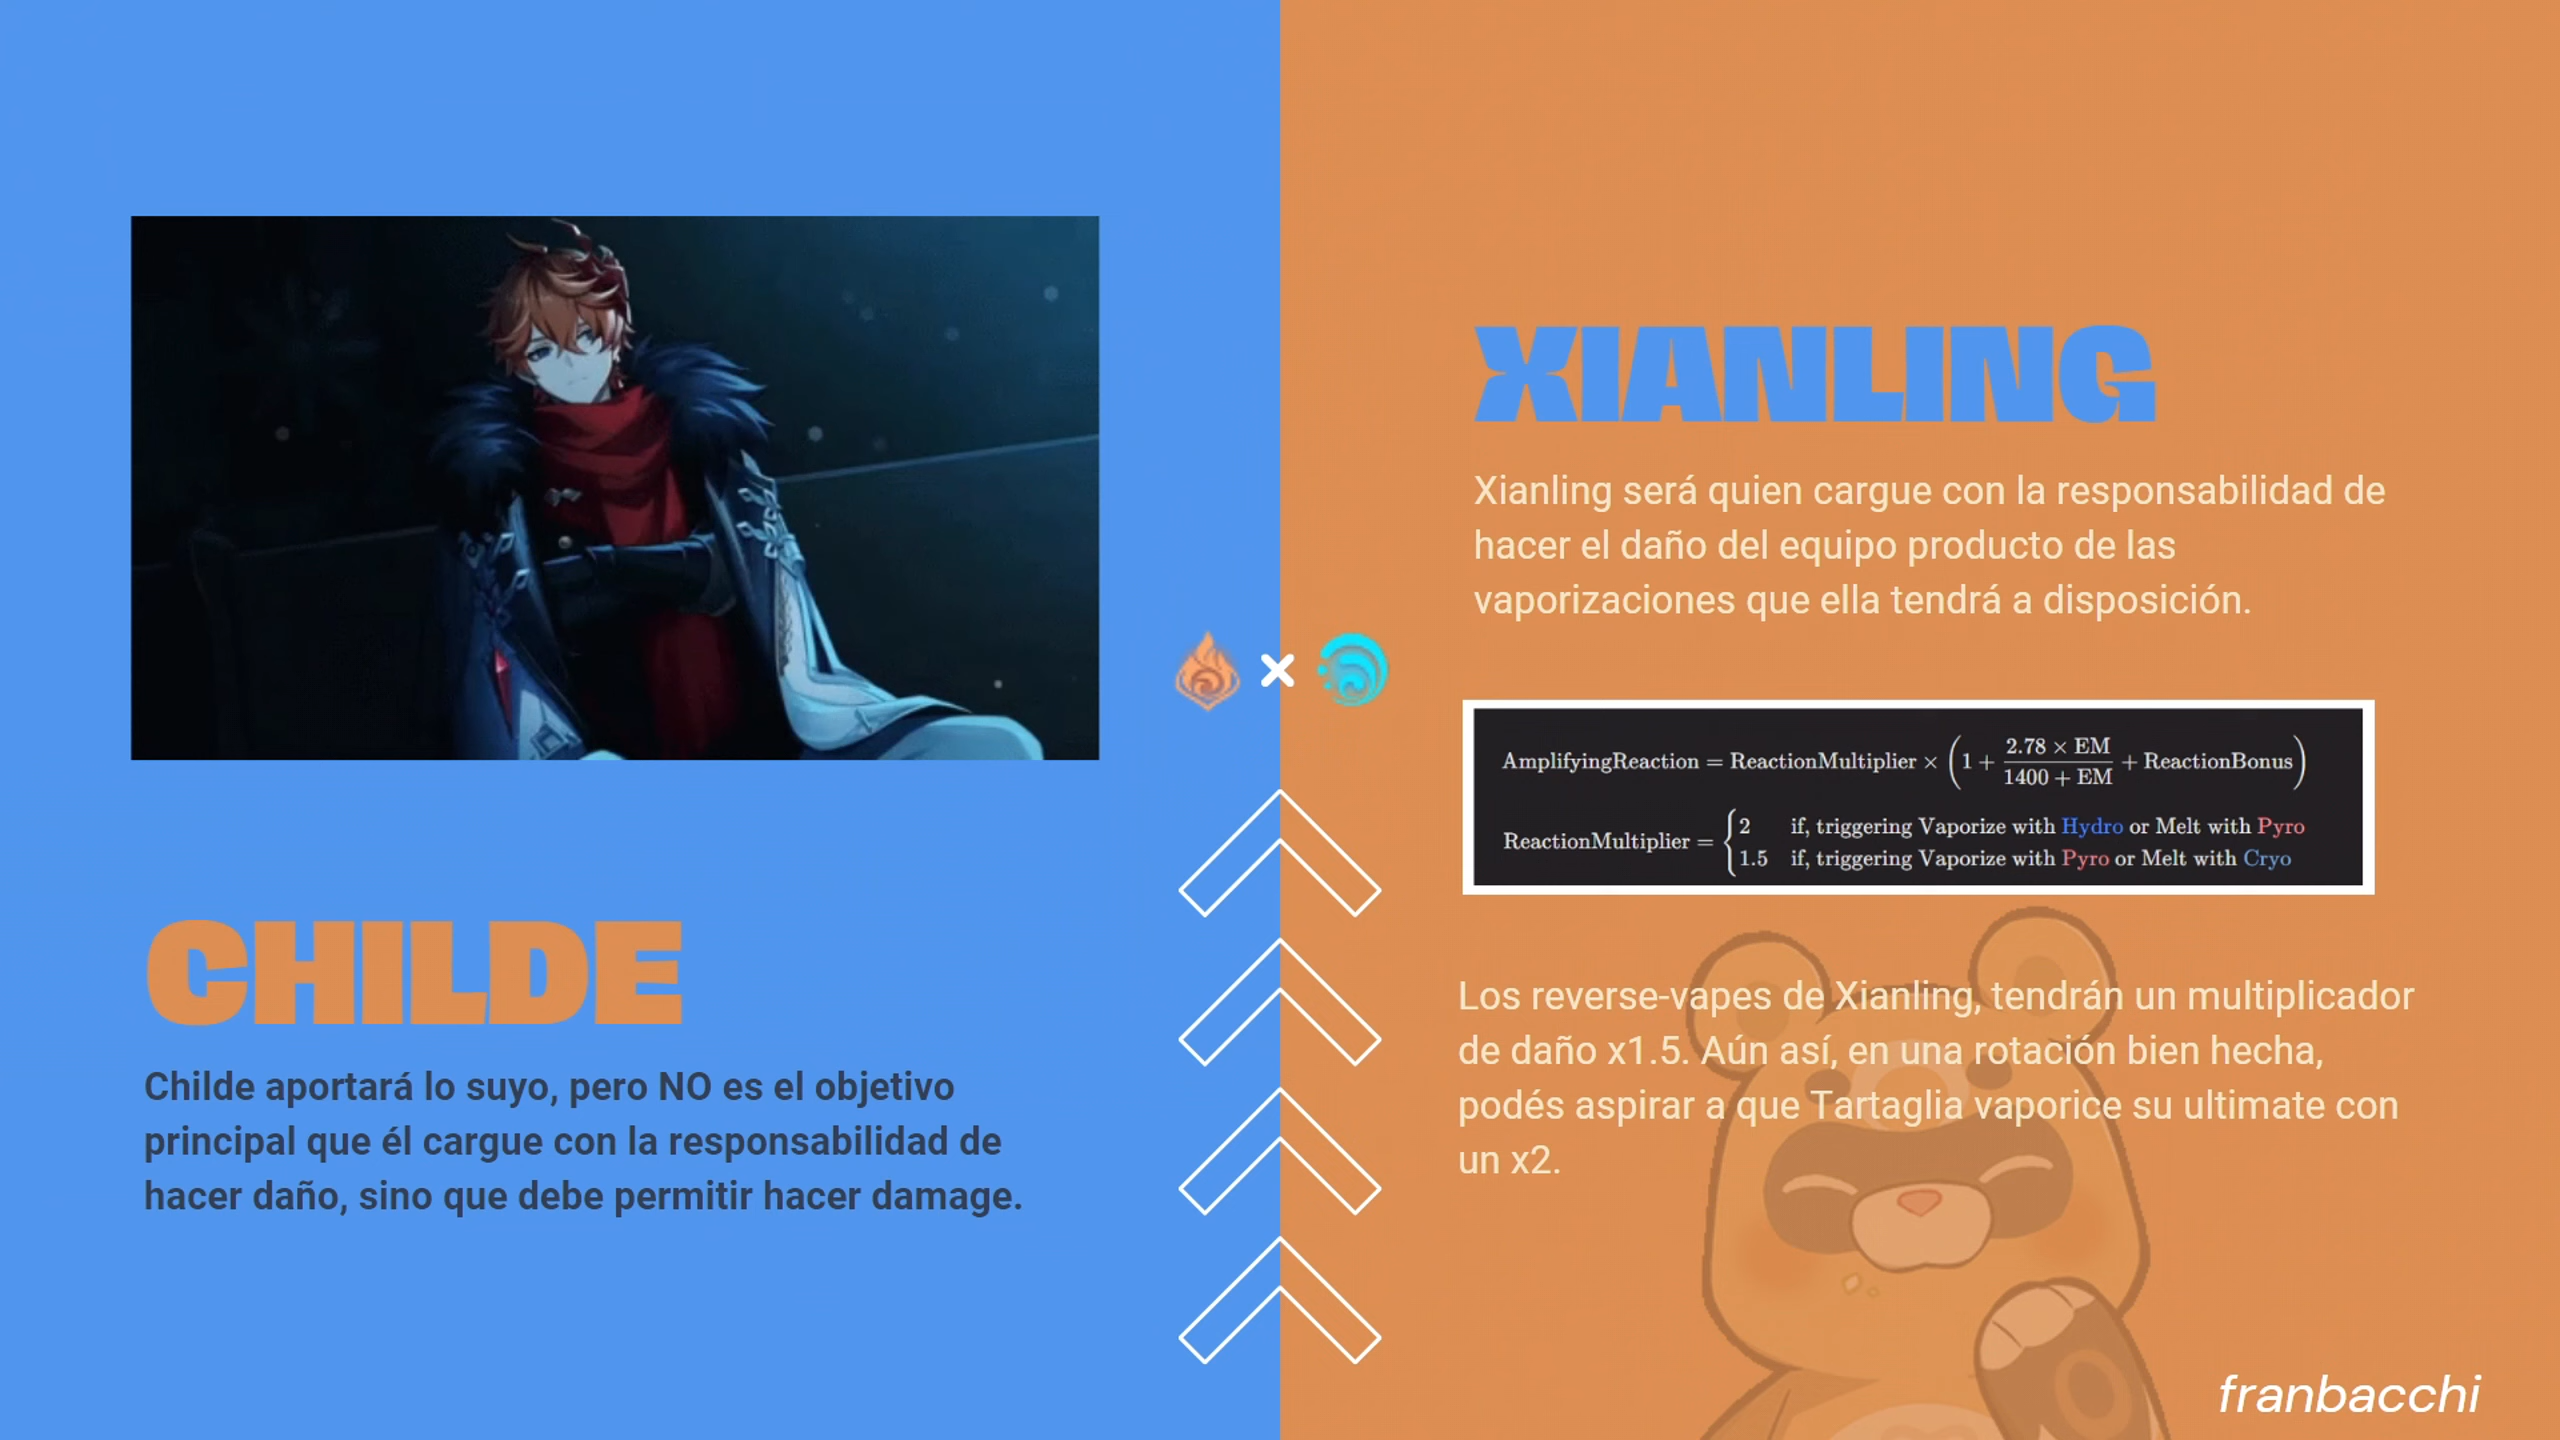 CHILDE
Childe aportará lo suyo, pero NO es el objetivo
principal que él cargue con la responsabilidad de
hacer daño, sino que debe permitir hacer damage.
XIANLING
Xianling será quien cargue con la responsabilidad de
hacer el daño del equipo producto de las
vaporizaciones que ella tendrá a disposición.
AmplifyingReaction = ReactionMultiplier × (1 + (2.78 × EM)/(1400 + EM) + ReactionBonus)
ReactionMultiplier = { 2 if, triggering Vaporize with Hydro or Melt with Pyro
1.5 if, triggering Vaporize with Pyro or Melt with Cryo
Los reverse-vapes de Xianling, tendrán un multiplicador
de daño x1.5. Aún así, en una rotación bien hecha,
podés aspirar a que Tartaglia vaporice su ultimate con
un x2.
franbacchi